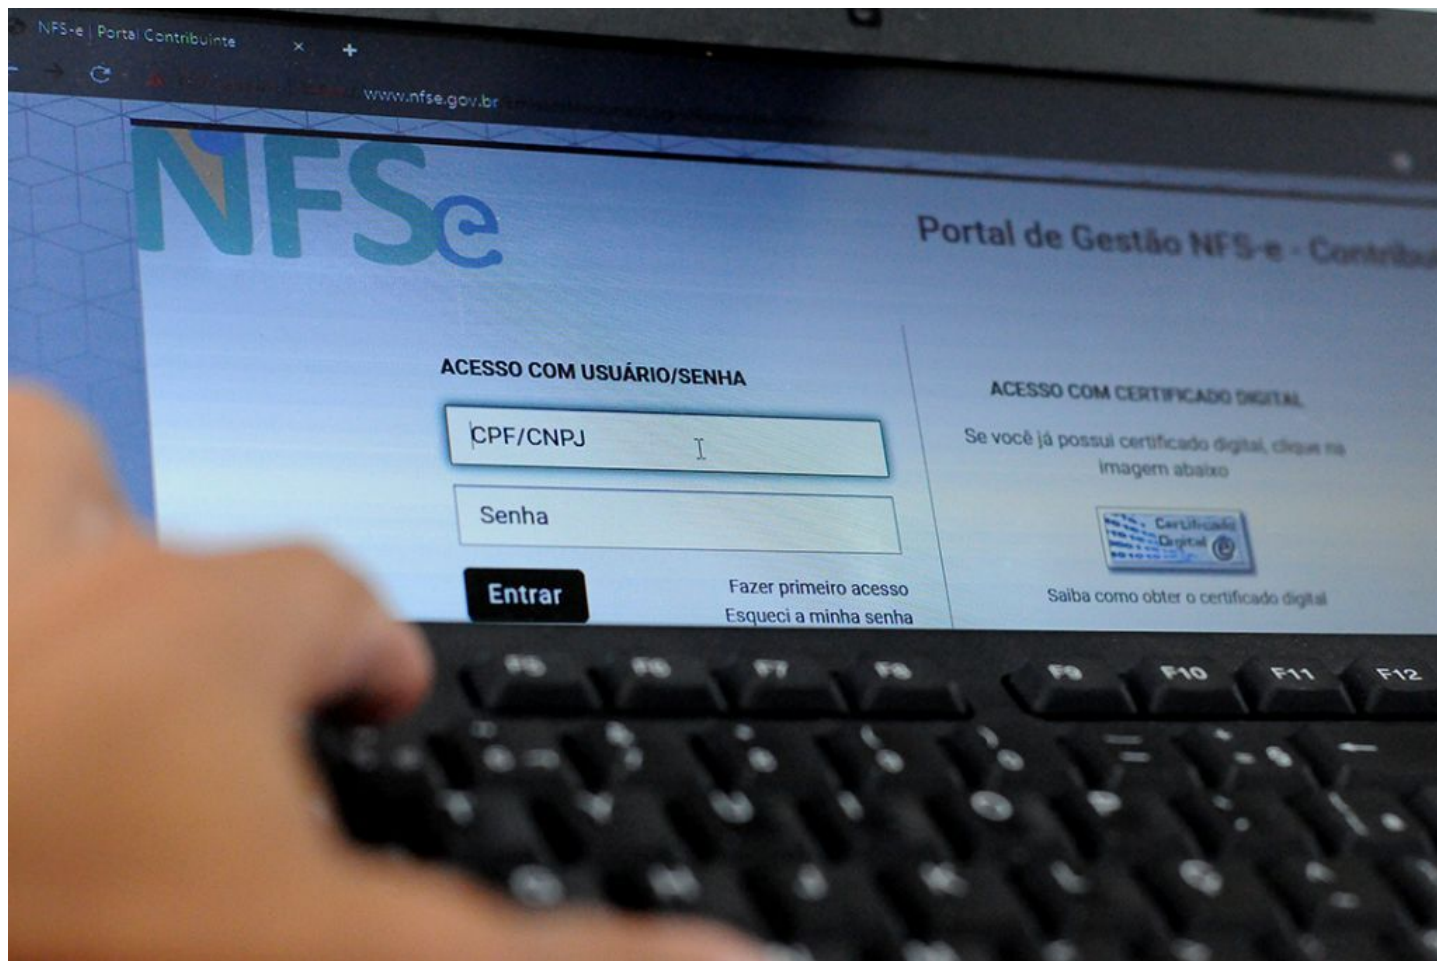 NFS-e | Portal Contribuinte
www.nfse.gov.br
NFSe
Portal de Gestão NFS-e - Contribu
ACESSO COM USUÁRIO/SENHA
CPF/CNPJ
Senha
Entrar
Fazer primeiro acesso
Esqueci a minha senha
ACESSO COM CERTIFICADO DIGITAL
Se você já possui certificado digital, clique na
imagem abaixo
Certificado
Digital
Saiba como obter o certificado digital
F5 F6 F7 F8 F9 F10 F11 F12